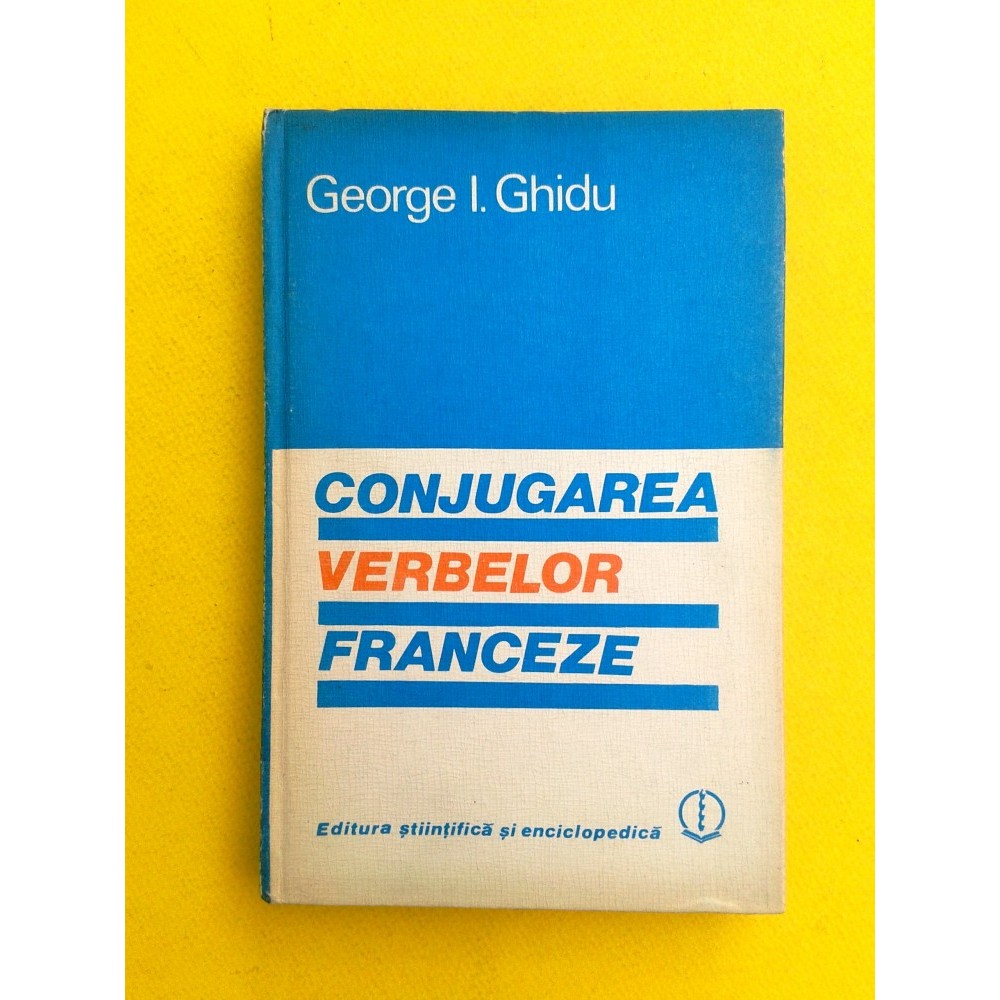 George I. Ghidu
CONJUGAREA
VERBELOR
FRANCEZE
Editura științifică și enciclopedică